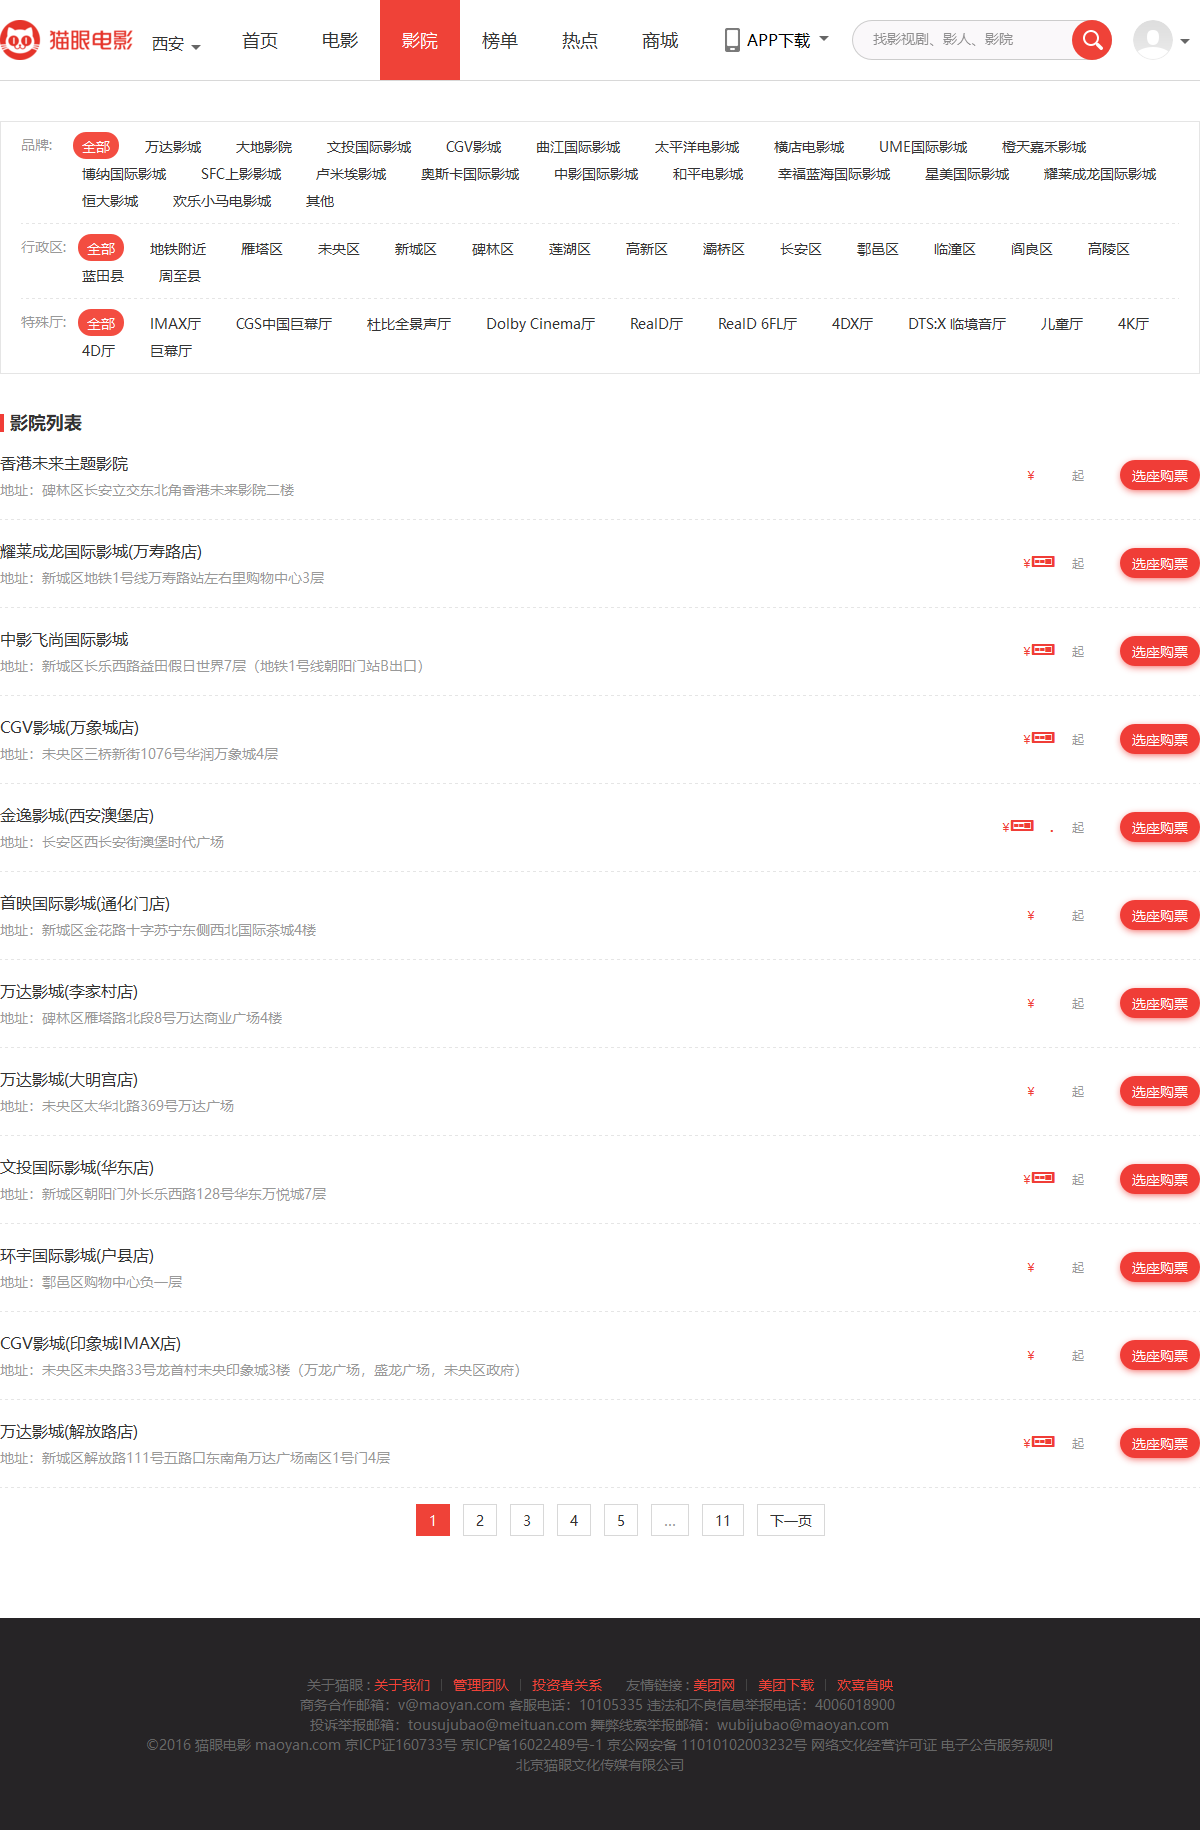 猫眼电影 西安 首页 电影 影院 榜单 热点 商城 APP下载 找影视剧、影人、影院
品牌: 全部 万达影城 大地影院 文投国际影城 CGV影城 曲江国际影城 太平洋电影城 横店电影城 UME国际影城 橙天嘉禾影城
博纳国际影城 SFC上影影城 卢米埃影城 奥斯卡国际影城 中影国际影城 和平电影城 幸福蓝海国际影城 星美国际影城 耀莱成龙国际影城
恒大影城 欢乐小马电影城 其他
行政区: 全部 地铁附近 雁塔区 未央区 新城区 碑林区 莲湖区 高新区 灞桥区 长安区 鄠邑区 临潼区 阎良区 高陵区
蓝田县 周至县
特殊厅: 全部 IMAX厅 CGS中国巨幕厅 杜比全景声厅 Dolby Cinema厅 RealD厅 RealD 6FL厅 4DX厅 DTS:X 临境音厅 儿童厅 4K厅
4D厅 巨幕厅
影院列表
香港未来主题影院
地址：碑林区长安立交东北角香港未来影院二楼
¥ 起 选座购票
耀莱成龙国际影城(万寿路店)
地址：新城区地铁1号线万寿路站左右里购物中心3层
¥ 起 选座购票
中影飞尚国际影城
地址：新城区长乐西路益田假日世界7层（地铁1号线朝阳门站B出口）
¥ 起 选座购票
CGV影城(万象城店)
地址：未央区三桥新街1076号华润万象城4层
¥ 起 选座购票
金逸影城(西安澳堡店)
地址：长安区西长安街澳堡时代广场
¥ . 起 选座购票
首映国际影城(通化门店)
地址：新城区金花路十字苏宁东侧西北国际茶城4楼
¥ 起 选座购票
万达影城(李家村店)
地址：碑林区雁塔路北段8号万达商业广场4楼
¥ 起 选座购票
万达影城(大明宫店)
地址：未央区太华北路369号万达广场
¥ 起 选座购票
文投国际影城(华东店)
地址：新城区朝阳门外长乐西路128号华东万悦城7层
¥ 起 选座购票
环宇国际影城(户县店)
地址：鄠邑区购物中心负一层
¥ 起 选座购票
CGV影城(印象城IMAX店)
地址：未央区未央路33号龙首村未央印象城3楼（万龙广场，盛龙广场，未央区政府）
¥ 起 选座购票
万达影城(解放路店)
地址：新城区解放路111号五路口东南角万达广场南区1号门4层
¥ 起 选座购票
1 2 3 4 5 ... 11 下一页
关于猫眼 : 关于我们 管理团队 投资者关系 友情链接 : 美团网 美团下载 欢喜首映
商务合作邮箱：v@maoyan.com 客服电话：10105335 违法和不良信息举报电话：4006018900
投诉举报邮箱：tousujubao@meituan.com 舞弊线索举报邮箱：wubijubao@maoyan.com
©2016 猫眼电影 maoyan.com 京ICP证160733号 京ICP备16022489号-1 京公网安备 11010102003232号 网络文化经营许可证 电子公告服务规则
北京猫眼文化传媒有限公司